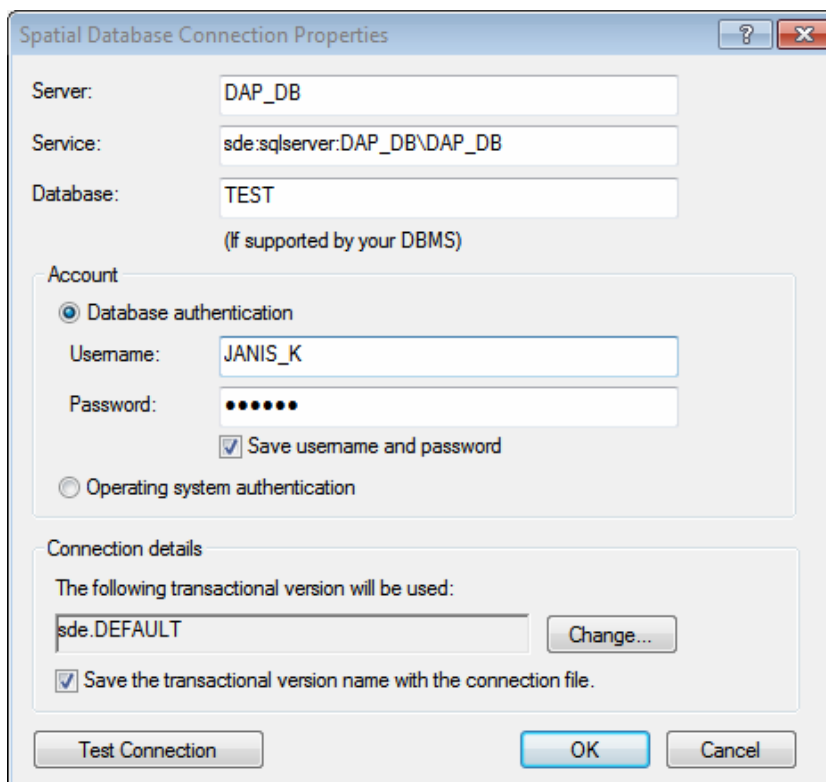 Spatial Database Connection Properties
Server: DAP_DB
Service: sde:sqlserver:DAP_DB\DAP_DB
Database: TEST
(If supported by your DBMS)
Account
Database authentication
Username: JANIS_K
Password: ●●●●●●
Save username and password
Operating system authentication
Connection details
The following transactional version will be used:
sde.DEFAULT Change...
Save the transactional version name with the connection file.
Test Connection OK Cancel